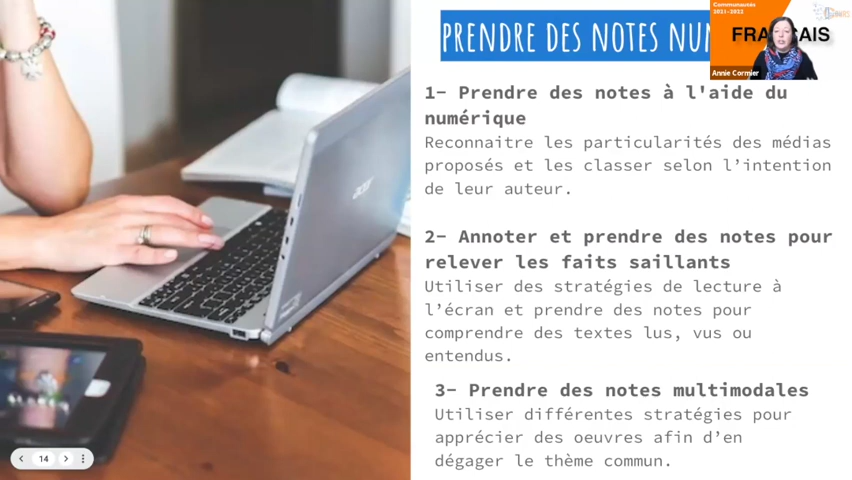 PRENDRE DES NOTES
Communautés
2021-2022
FRANÇAIS
Annie Cormier
1- Prendre des notes à l'aide du
numérique
Reconnaitre les particularités des médias
proposés et les classer selon l’intention
de leur auteur.
2- Annoter et prendre des notes pour
relever les faits saillants
Utiliser des stratégies de lecture à
l’écran et prendre des notes pour
comprendre des textes lus, vus ou
entendus.
3- Prendre des notes multimodales
Utiliser différentes stratégies pour
apprécier des oeuvres afin d’en
dégager le thème commun.
acer
14